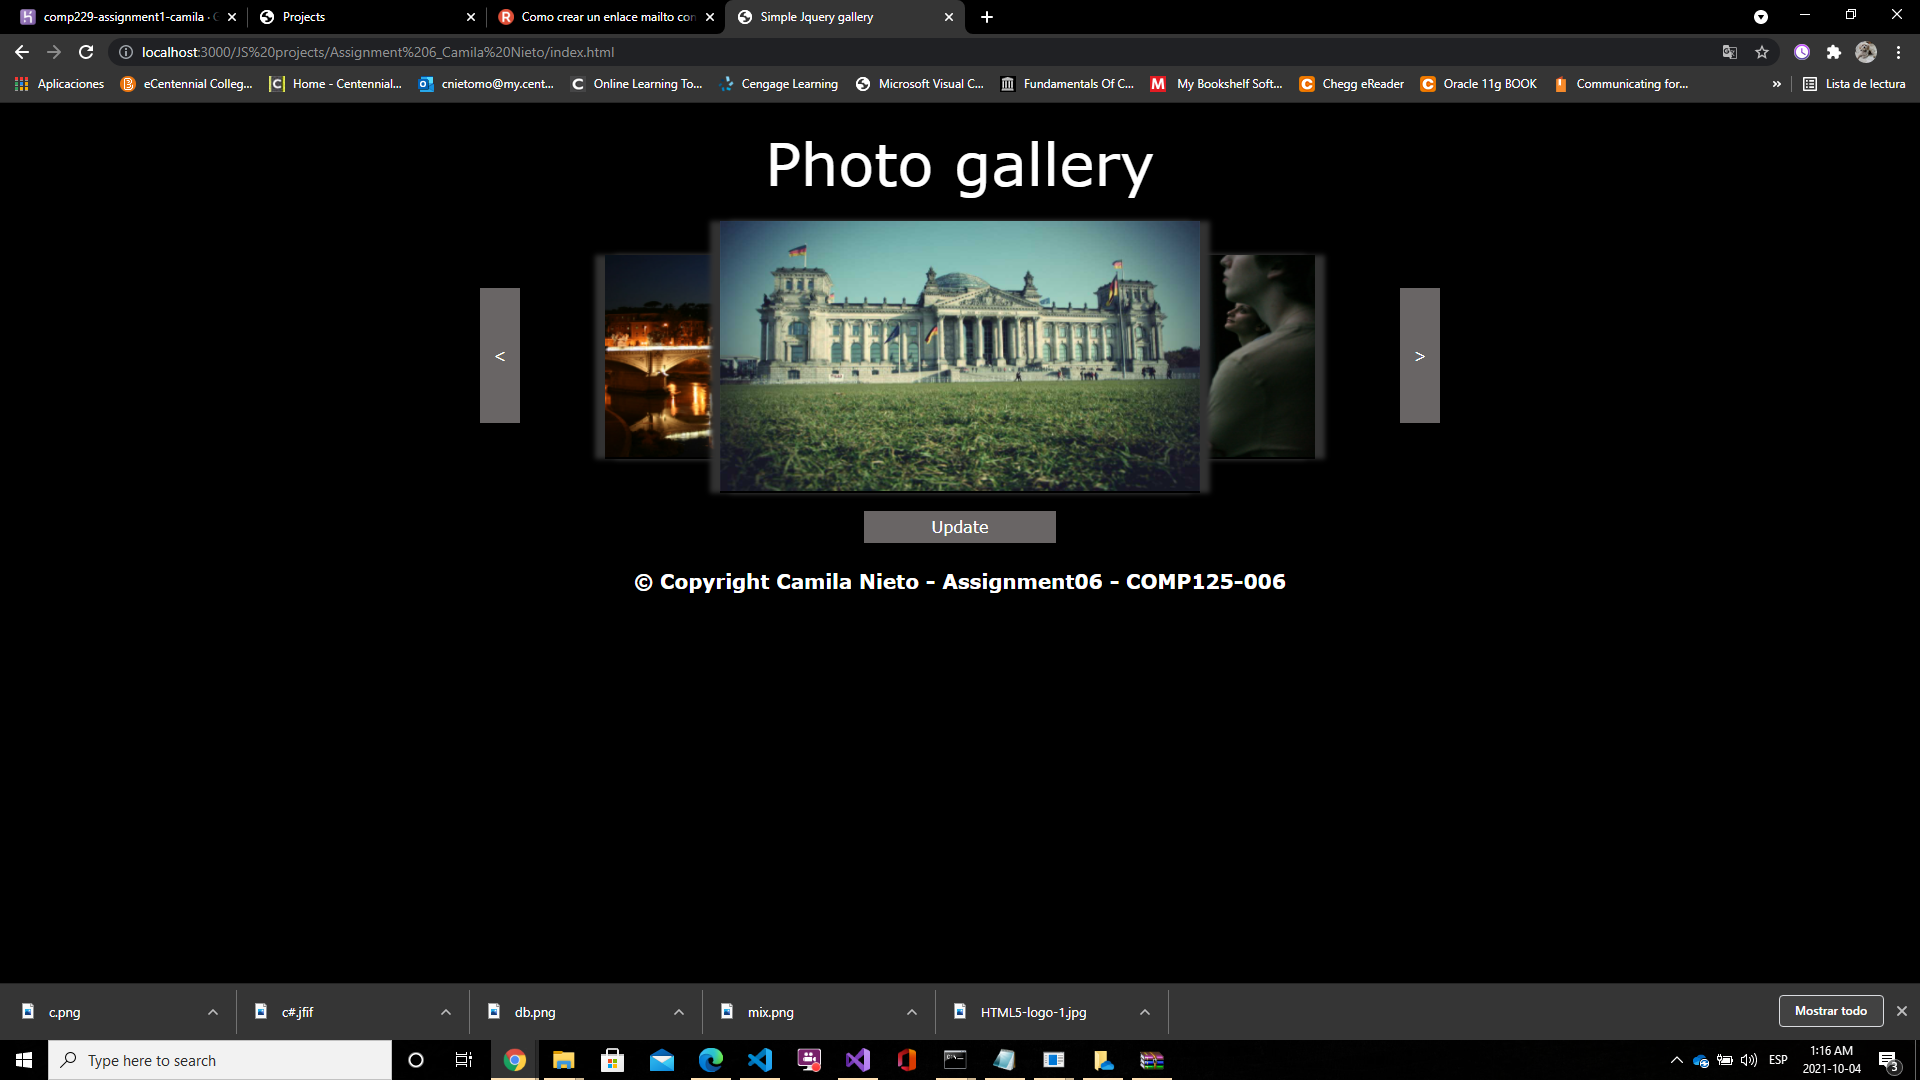 comp229-assignment1-camila · G
Projects
Como crear un enlace mailto con
Simple Jquery gallery
localhost:3000/JS%20projects/Assignment%206_Camila%20Nieto/index.html
Aplicaciones
eCentennial Colleg...
Home - Centennial...
cnietomo@my.cent...
Online Learning To...
Cengage Learning
Microsoft Visual C...
Fundamentals Of C...
My Bookshelf Soft...
Chegg eReader
Oracle 11g BOOK
Communicating for...
»
Lista de lectura
Photo gallery
<
>
Update
© Copyright Camila Nieto - Assignment06 - COMP125-006
c.png
c#.jfif
db.png
mix.png
HTML5-logo-1.jpg
Mostrar todo
Type here to search
ESP
1:16 AM
2021-10-04
3